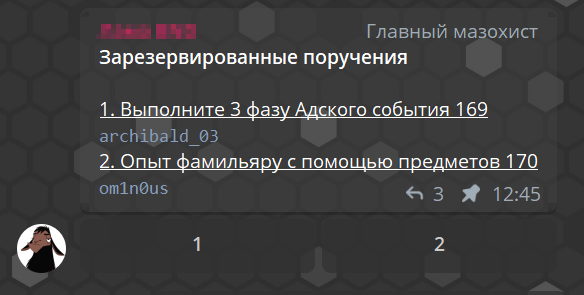 Главный мазохист
Зарезервированные поручения
1. Выполните 3 фазу Адского события 169
archibald_03
2. Опыт фамильяру с помощью предметов 170
om1n0us
3 12:45
1 2